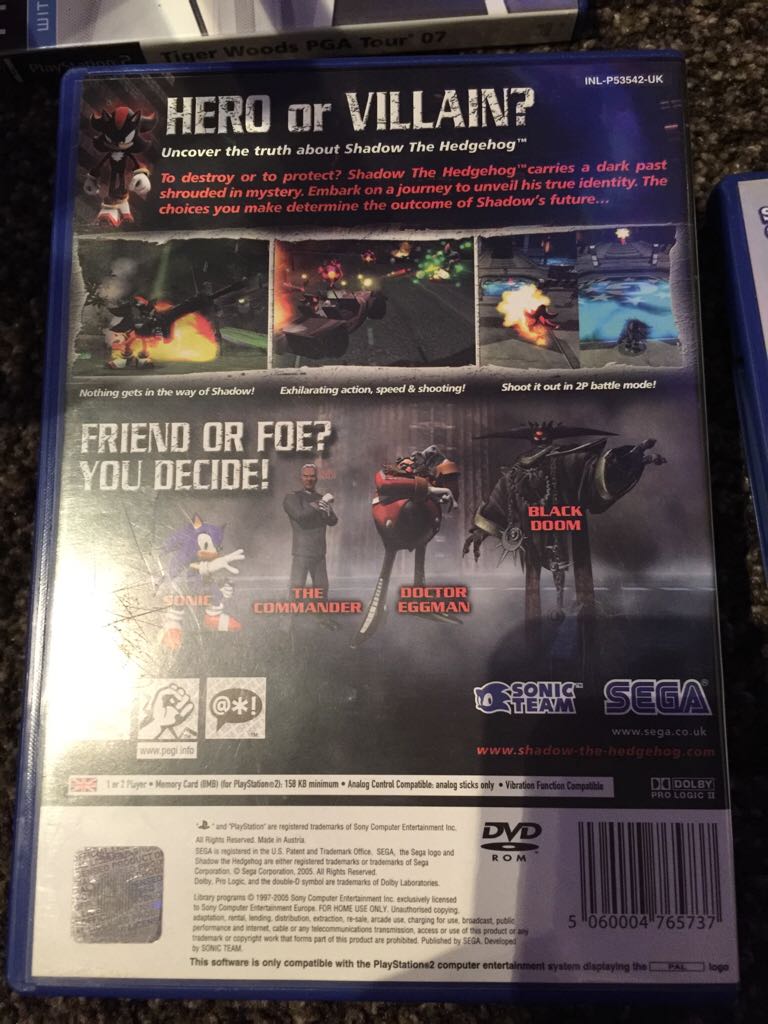 WIT
PlayStation 2
Tiger Woods PGA Tour® 07
INL-P53542-UK
HERO or VILLAIN?
Uncover the truth about Shadow The Hedgehog™
To destroy or to protect? Shadow The Hedgehog™ carries a dark past
shrouded in mystery. Embark on a journey to unveil his true identity. The
choices you make determine the outcome of Shadow's future...
Nothing gets in the way of Shadow!
Exhilarating action, speed & shooting!
Shoot it out in 2P battle mode!
FRIEND OR FOE?
YOU DECIDE!
SONIC
THE
COMMANDER
DOCTOR
EGGMAN
BLACK
DOOM
www.pegi.info
@*!
SONIC
TEAM™
SEGA®
www.sega.co.uk
www.shadow-the-hedgehog.com
1 or 2 Player • Memory Card (8MB) (for PlayStation®2): 158 KB minimum • Analog Control Compatible: analog sticks only • Vibration Function Compatible
DOLBY
PRO LOGIC II
" " and "PlayStation" are registered trademarks of Sony Computer Entertainment Inc.
All Rights Reserved. Made in Austria.
SEGA is registered in the U.S. Patent and Trademark Office. SEGA, the Sega logo and
Shadow the Hedgehog are either registered trademarks or trademarks of Sega
Corporation. © Sega Corporation, 2005. All Rights Reserved.
Dolby, Pro Logic, and the double-D symbol are trademarks of Dolby Laboratories.
Library programs © 1997-2005 Sony Computer Entertainment Inc. exclusively licensed
to Sony Computer Entertainment Europe. FOR HOME USE ONLY. Unauthorised copying,
adaptation, rental, lending, distribution, extraction, re-sale, arcade use, charging for use, broadcast, public
performance and internet, cable or any telecommunications transmission, access or use of this product or any
trademark or copyright work that forms part of this product are prohibited. Published by SEGA. Developed
by SONIC TEAM.
This software is only compatible with the PlayStation®2 computer entertainment system displaying the PAL logo
DVD
ROM
5 060004 765737